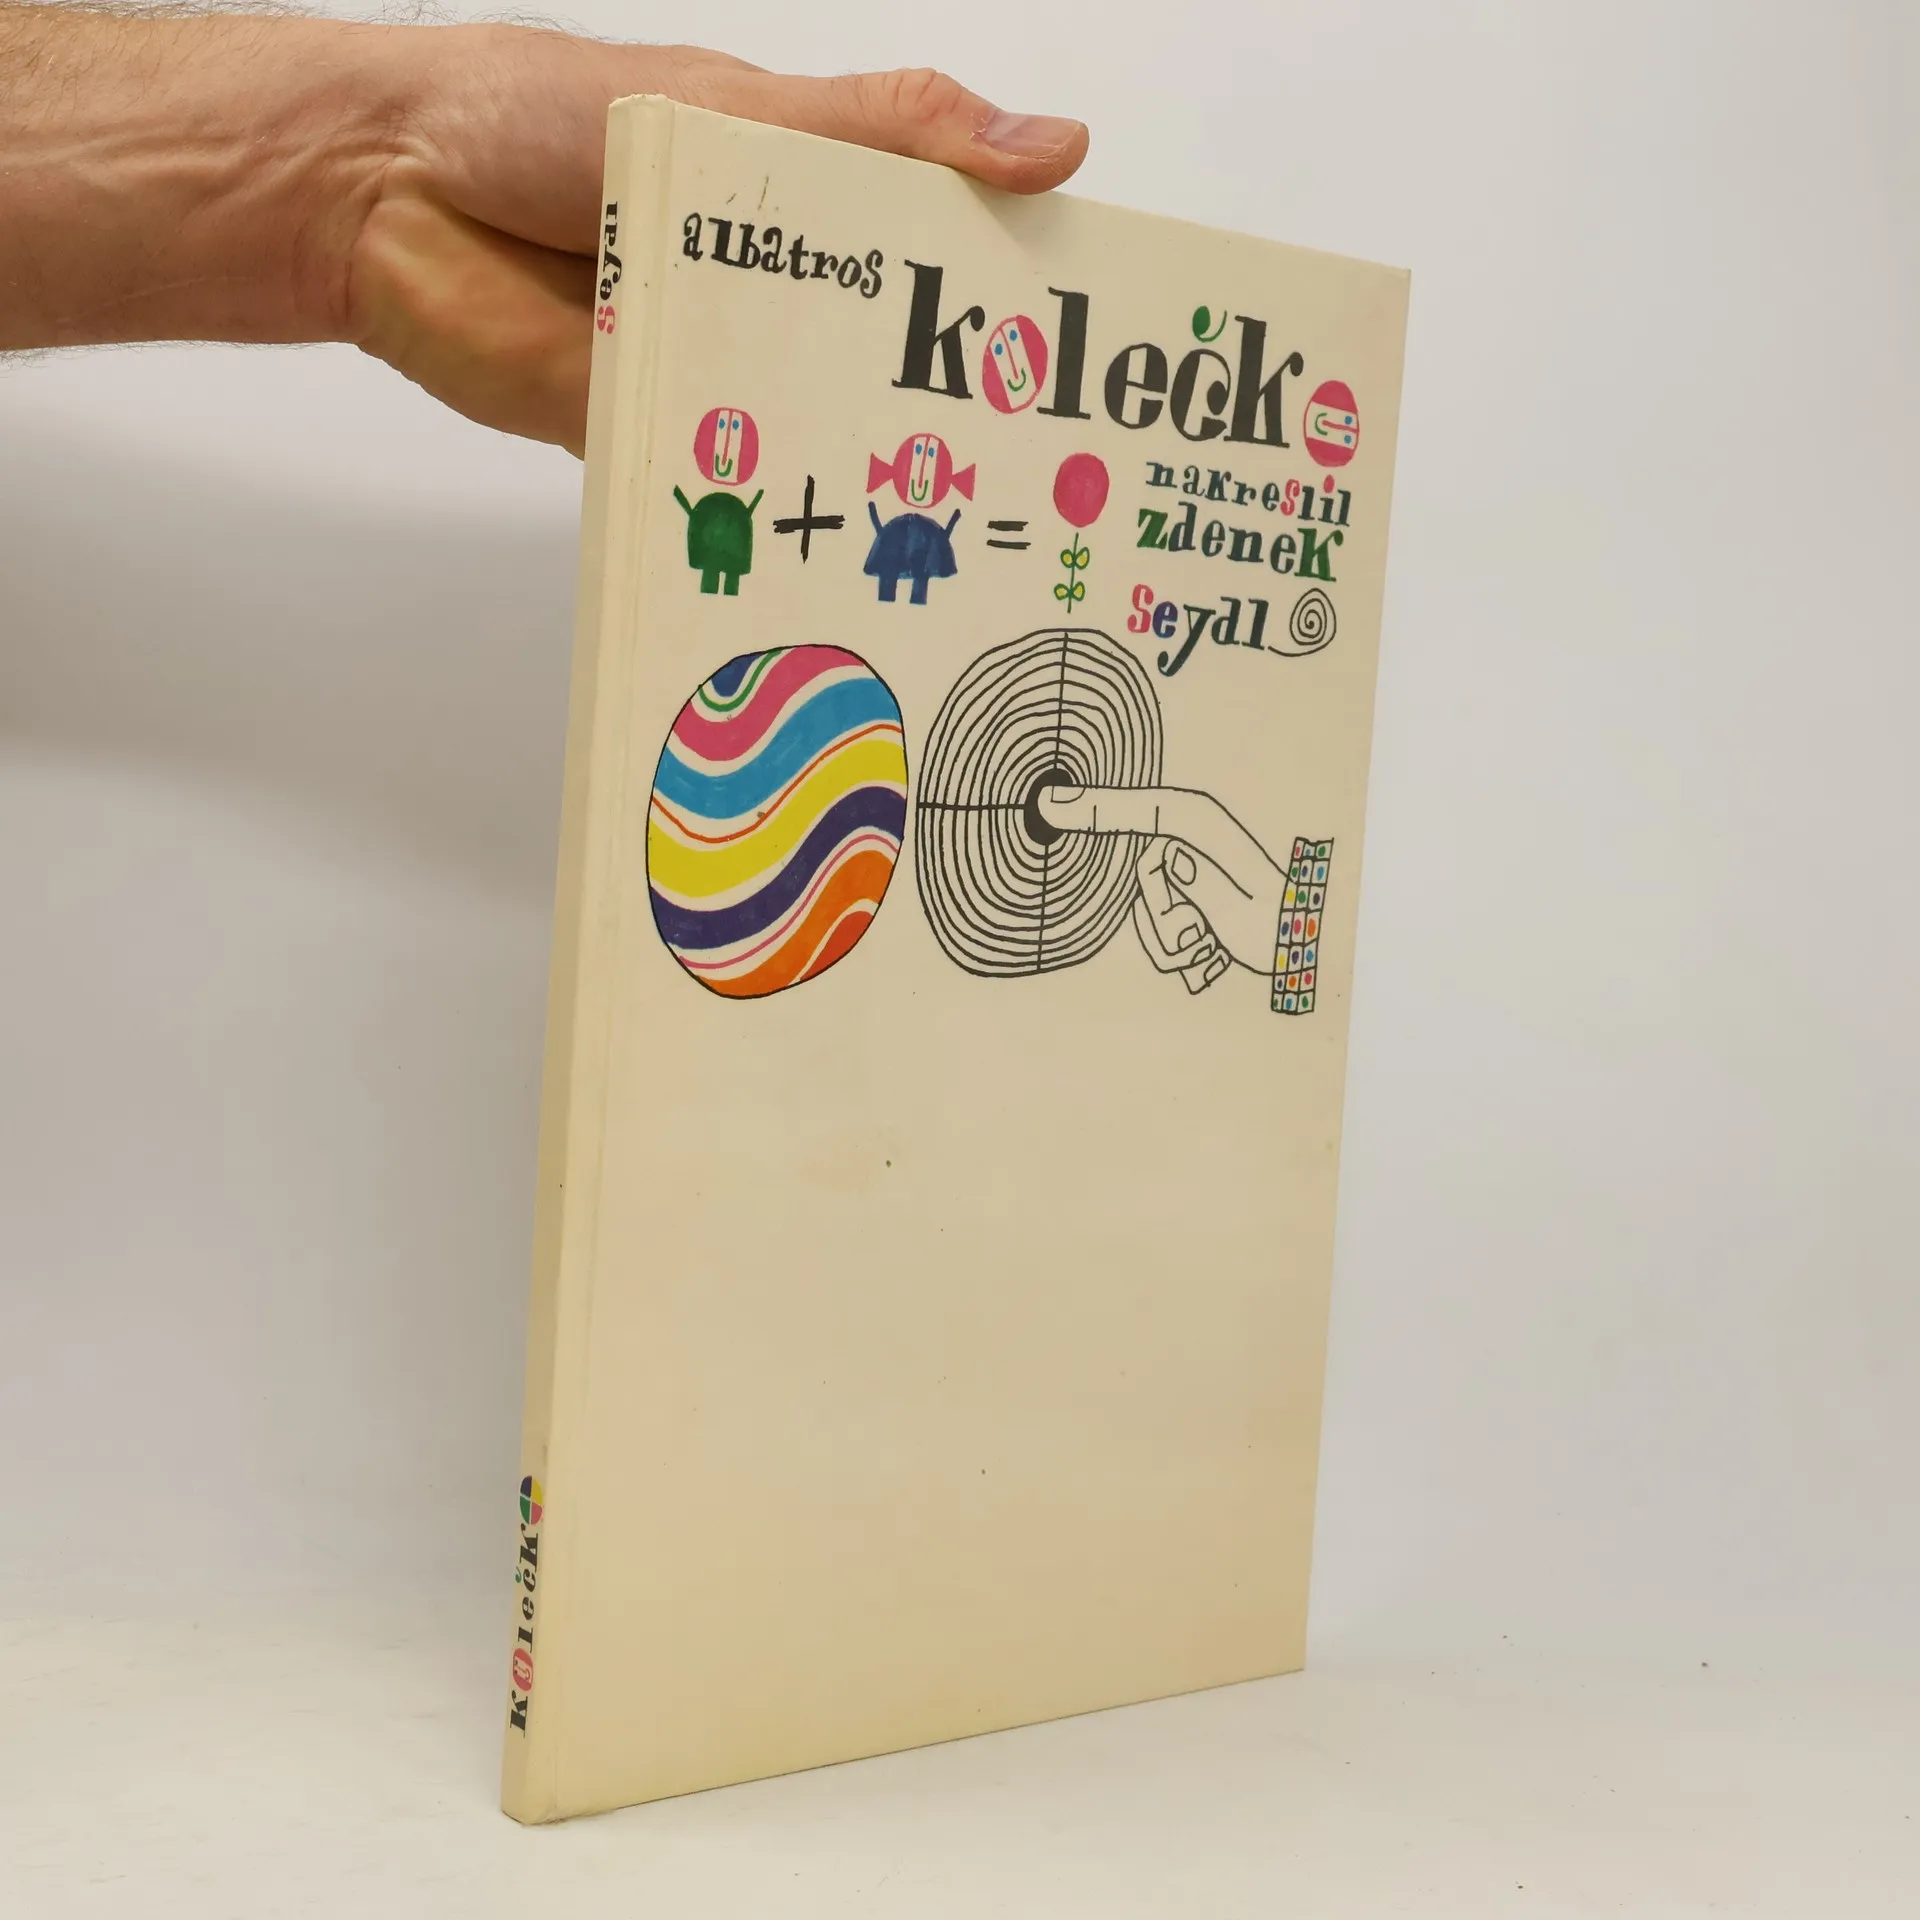 albatros
kolečko
nakreslil
zdenek
seydl
+ =
seydl
kolečko